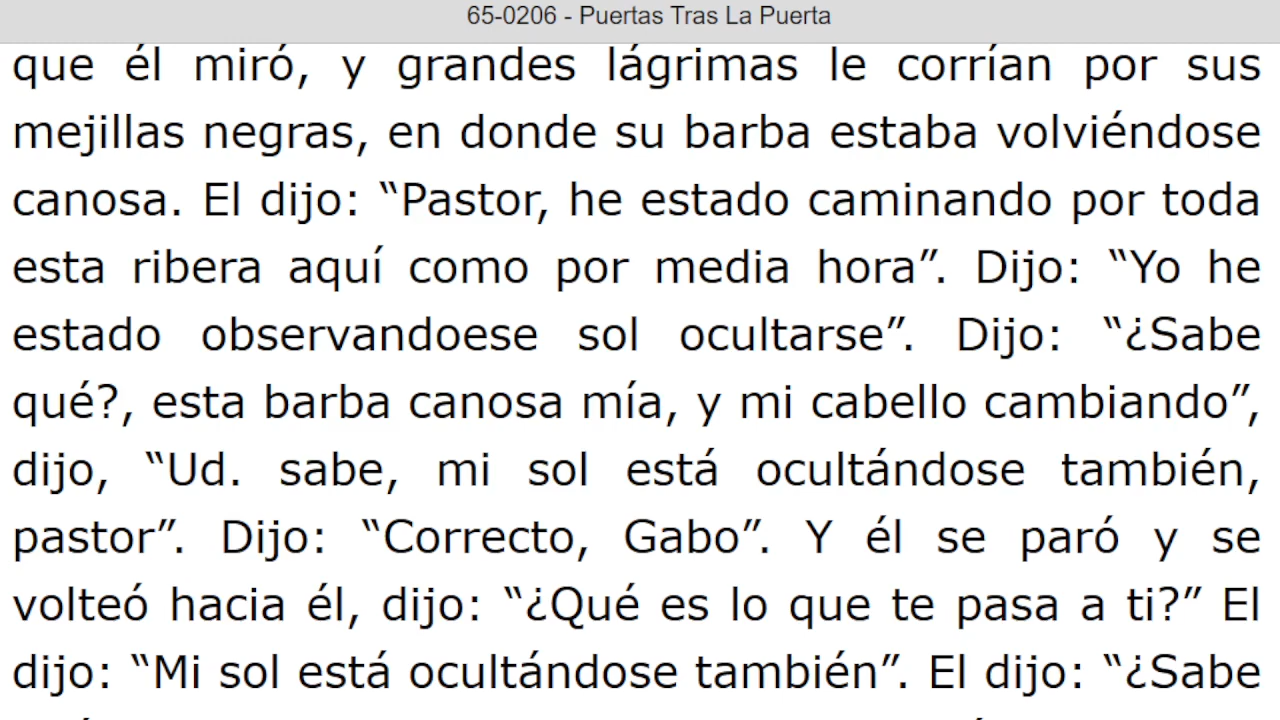 65-0206 - Puertas Tras La Puerta
que él miró, y grandes lágrimas le corrían por sus
mejillas negras, en donde su barba estaba volviéndose
canosa. El dijo: “Pastor, he estado caminando por toda
esta ribera aquí como por media hora”. Dijo: “Yo he
estado observandoese sol ocultarse”. Dijo: “¿Sabe
qué?, esta barba canosa mía, y mi cabello cambiando”,
dijo, “Ud. sabe, mi sol está ocultándose también,
pastor”. Dijo: “Correcto, Gabo”. Y él se paró y se
volteó hacia él, dijo: “¿Qué es lo que te pasa a ti?” El
dijo: “Mi sol está ocultándose también”. El dijo: “¿Sabe